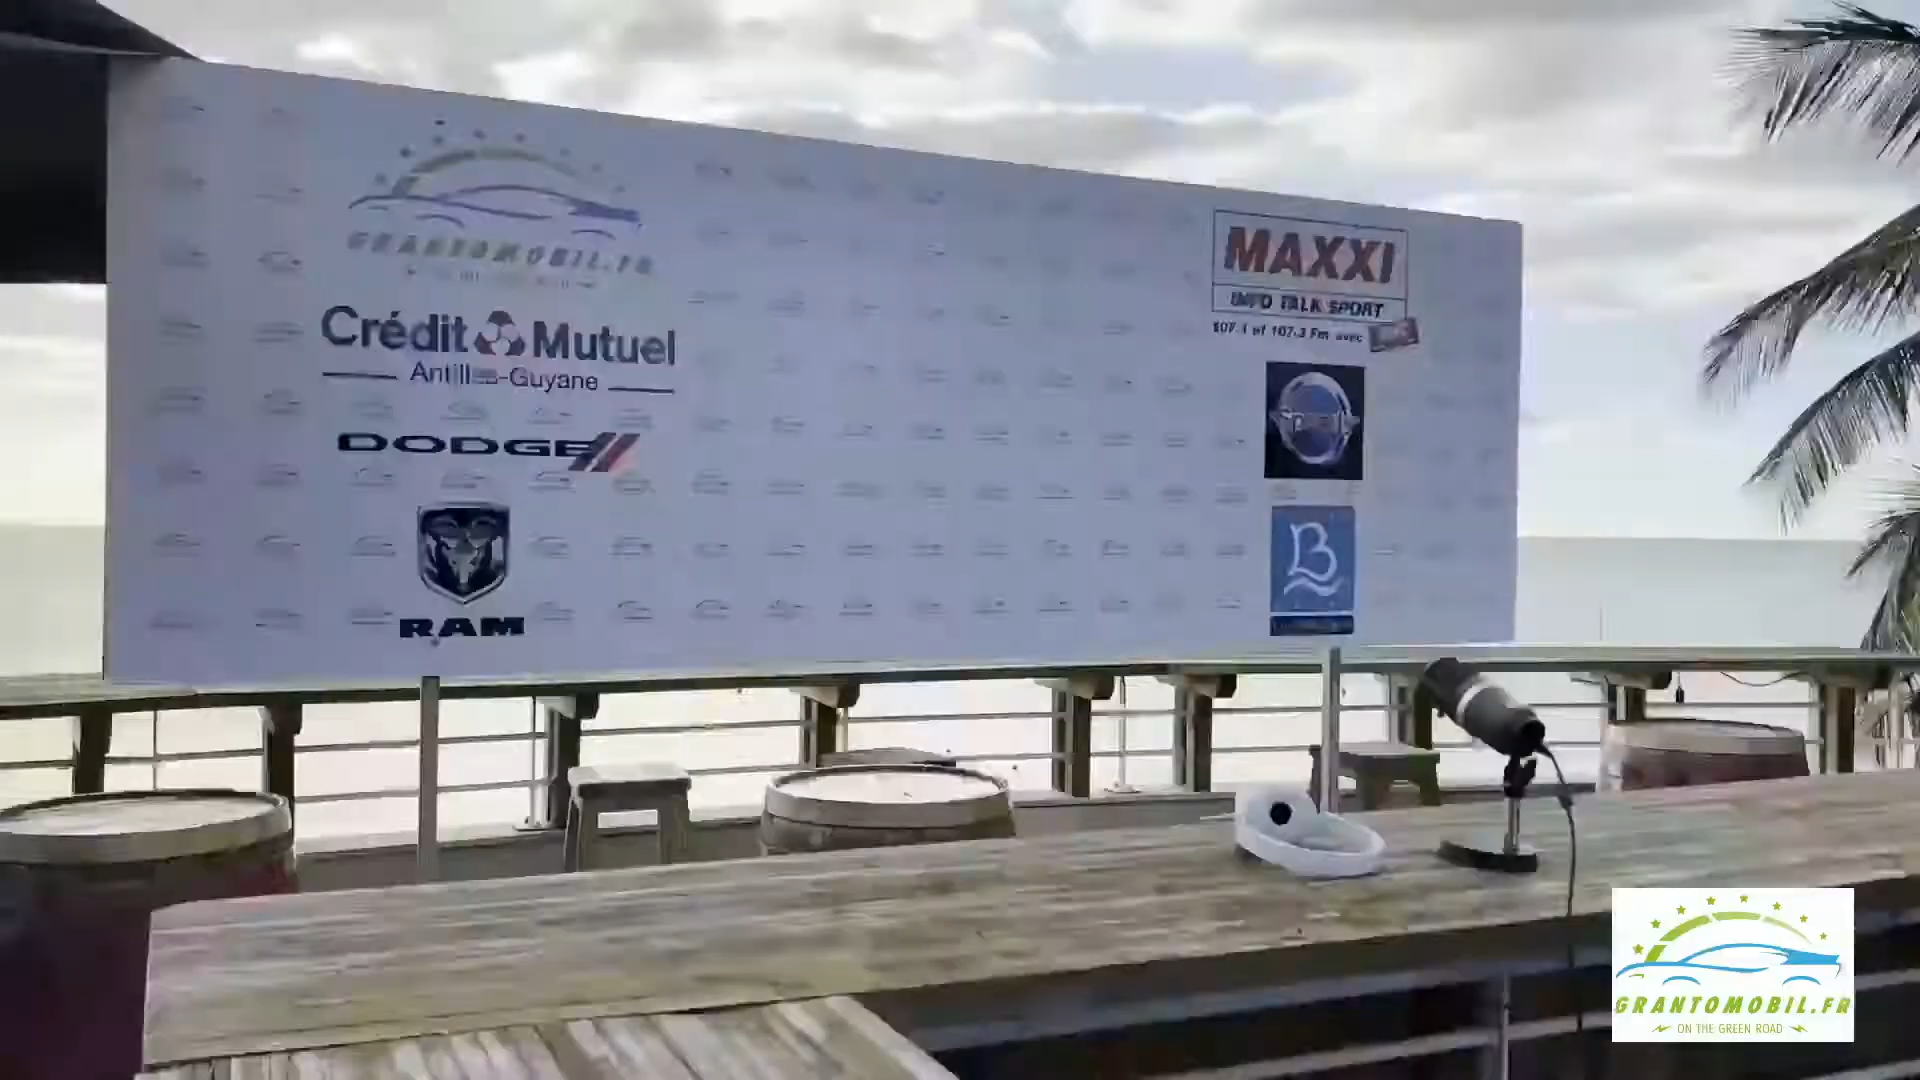 GRANTOMOBIL.FR
Crédit Mutuel
Antilles-Guyane
DODGE
RAM
MAXXI
INFO TALK SPORT
107.1 et 107.3 Fm avec
B
GRANTOMOBIL.FR
ON THE GREEN ROAD